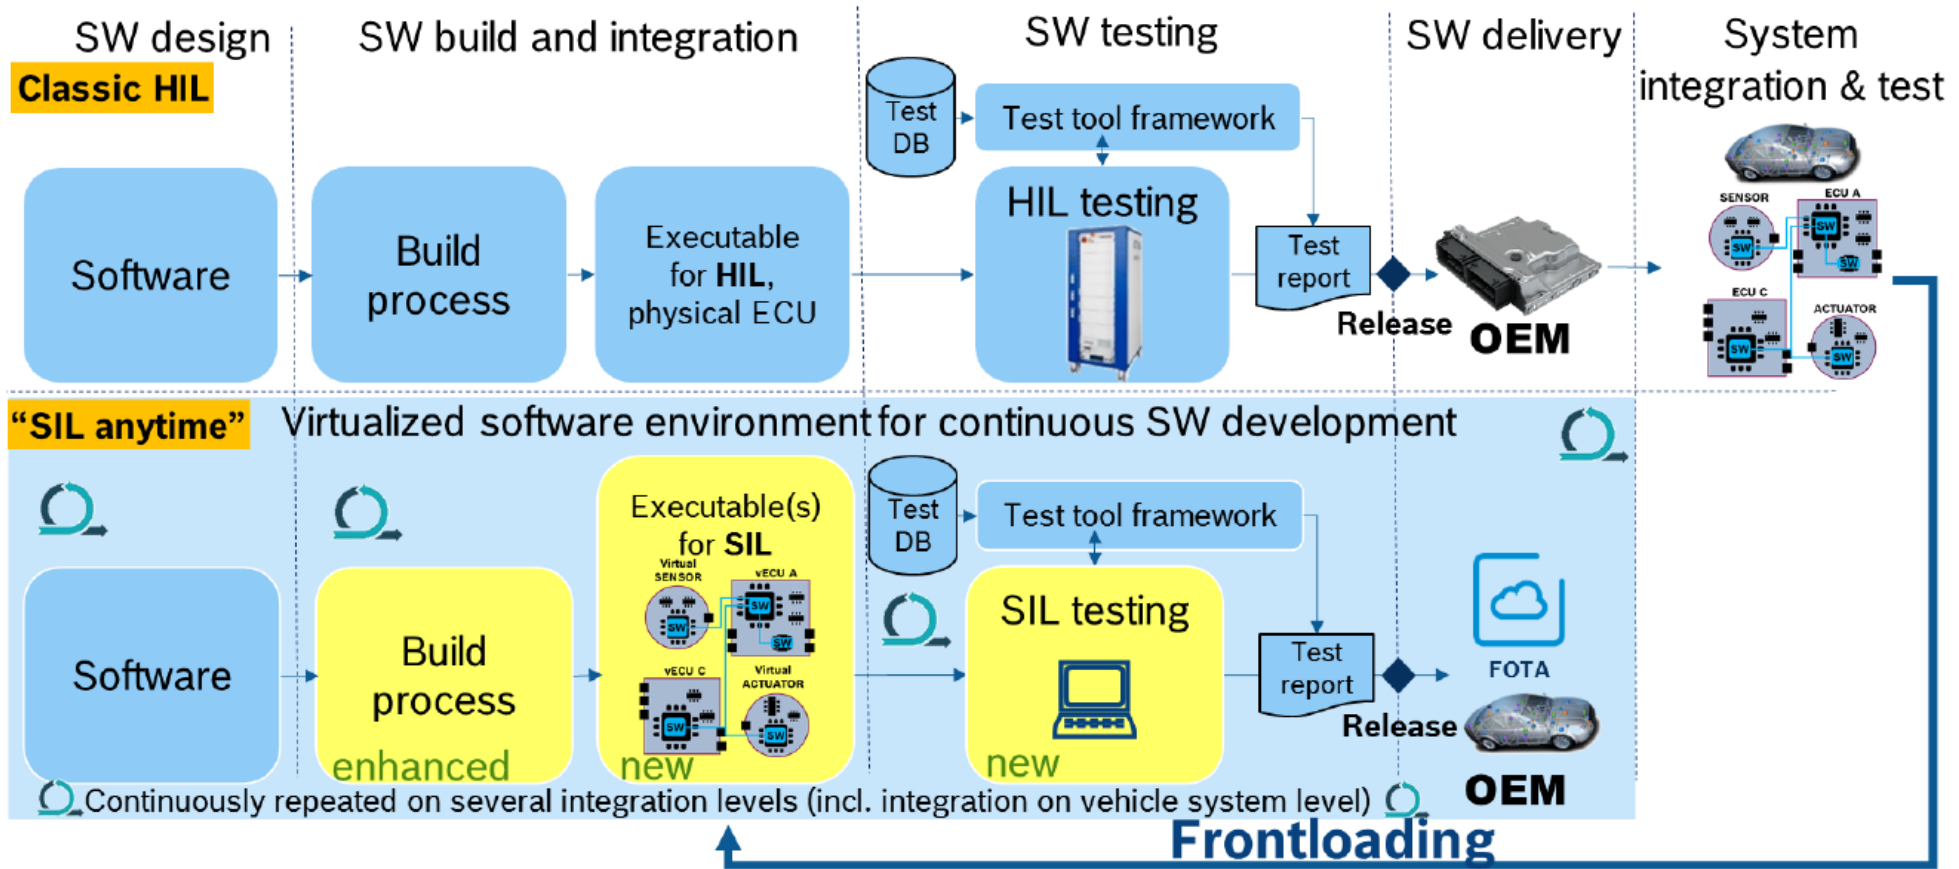 SW design
SW build and integration
SW testing
SW delivery
System
integration & test
Classic HIL
Software
Build
process
Executable
for HIL,
physical ECU
Test
DB
Test tool framework
HIL testing
Test
report
Release
OEM
SENSOR
SW
ECU A
SW
SW
ECU C
SW
ACTUATOR
SW
“SIL anytime”
Virtualized software environment for continuous SW development
Software
Build
process
enhanced
Executable(s)
for SIL
Virtual
SENSOR
SW
vECU A
SW
SW
vECU C
SW
Virtual
ACTUATOR
SW
new
Test
DB
Test tool framework
SIL testing
new
Test
report
Release
FOTA
OEM
Continuously repeated on several integration levels (incl. integration on vehicle system level)
Frontloading